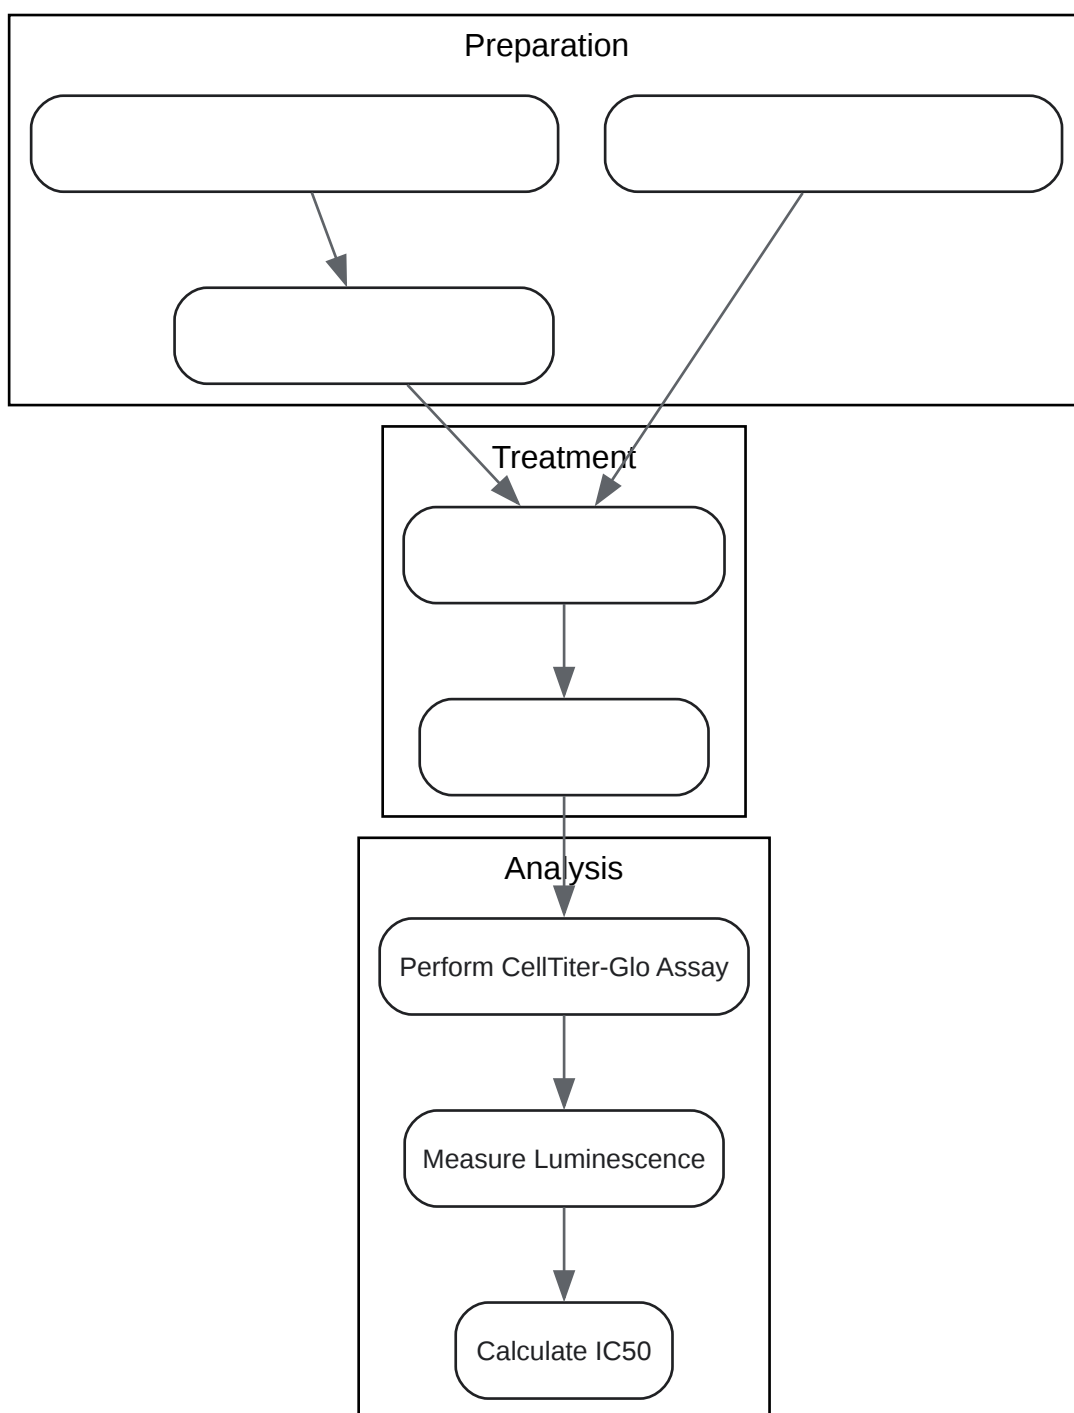 Preparation
Treatment
Analysis
Perform CellTiter-Glo Assay
Measure Luminescence
Calculate IC50